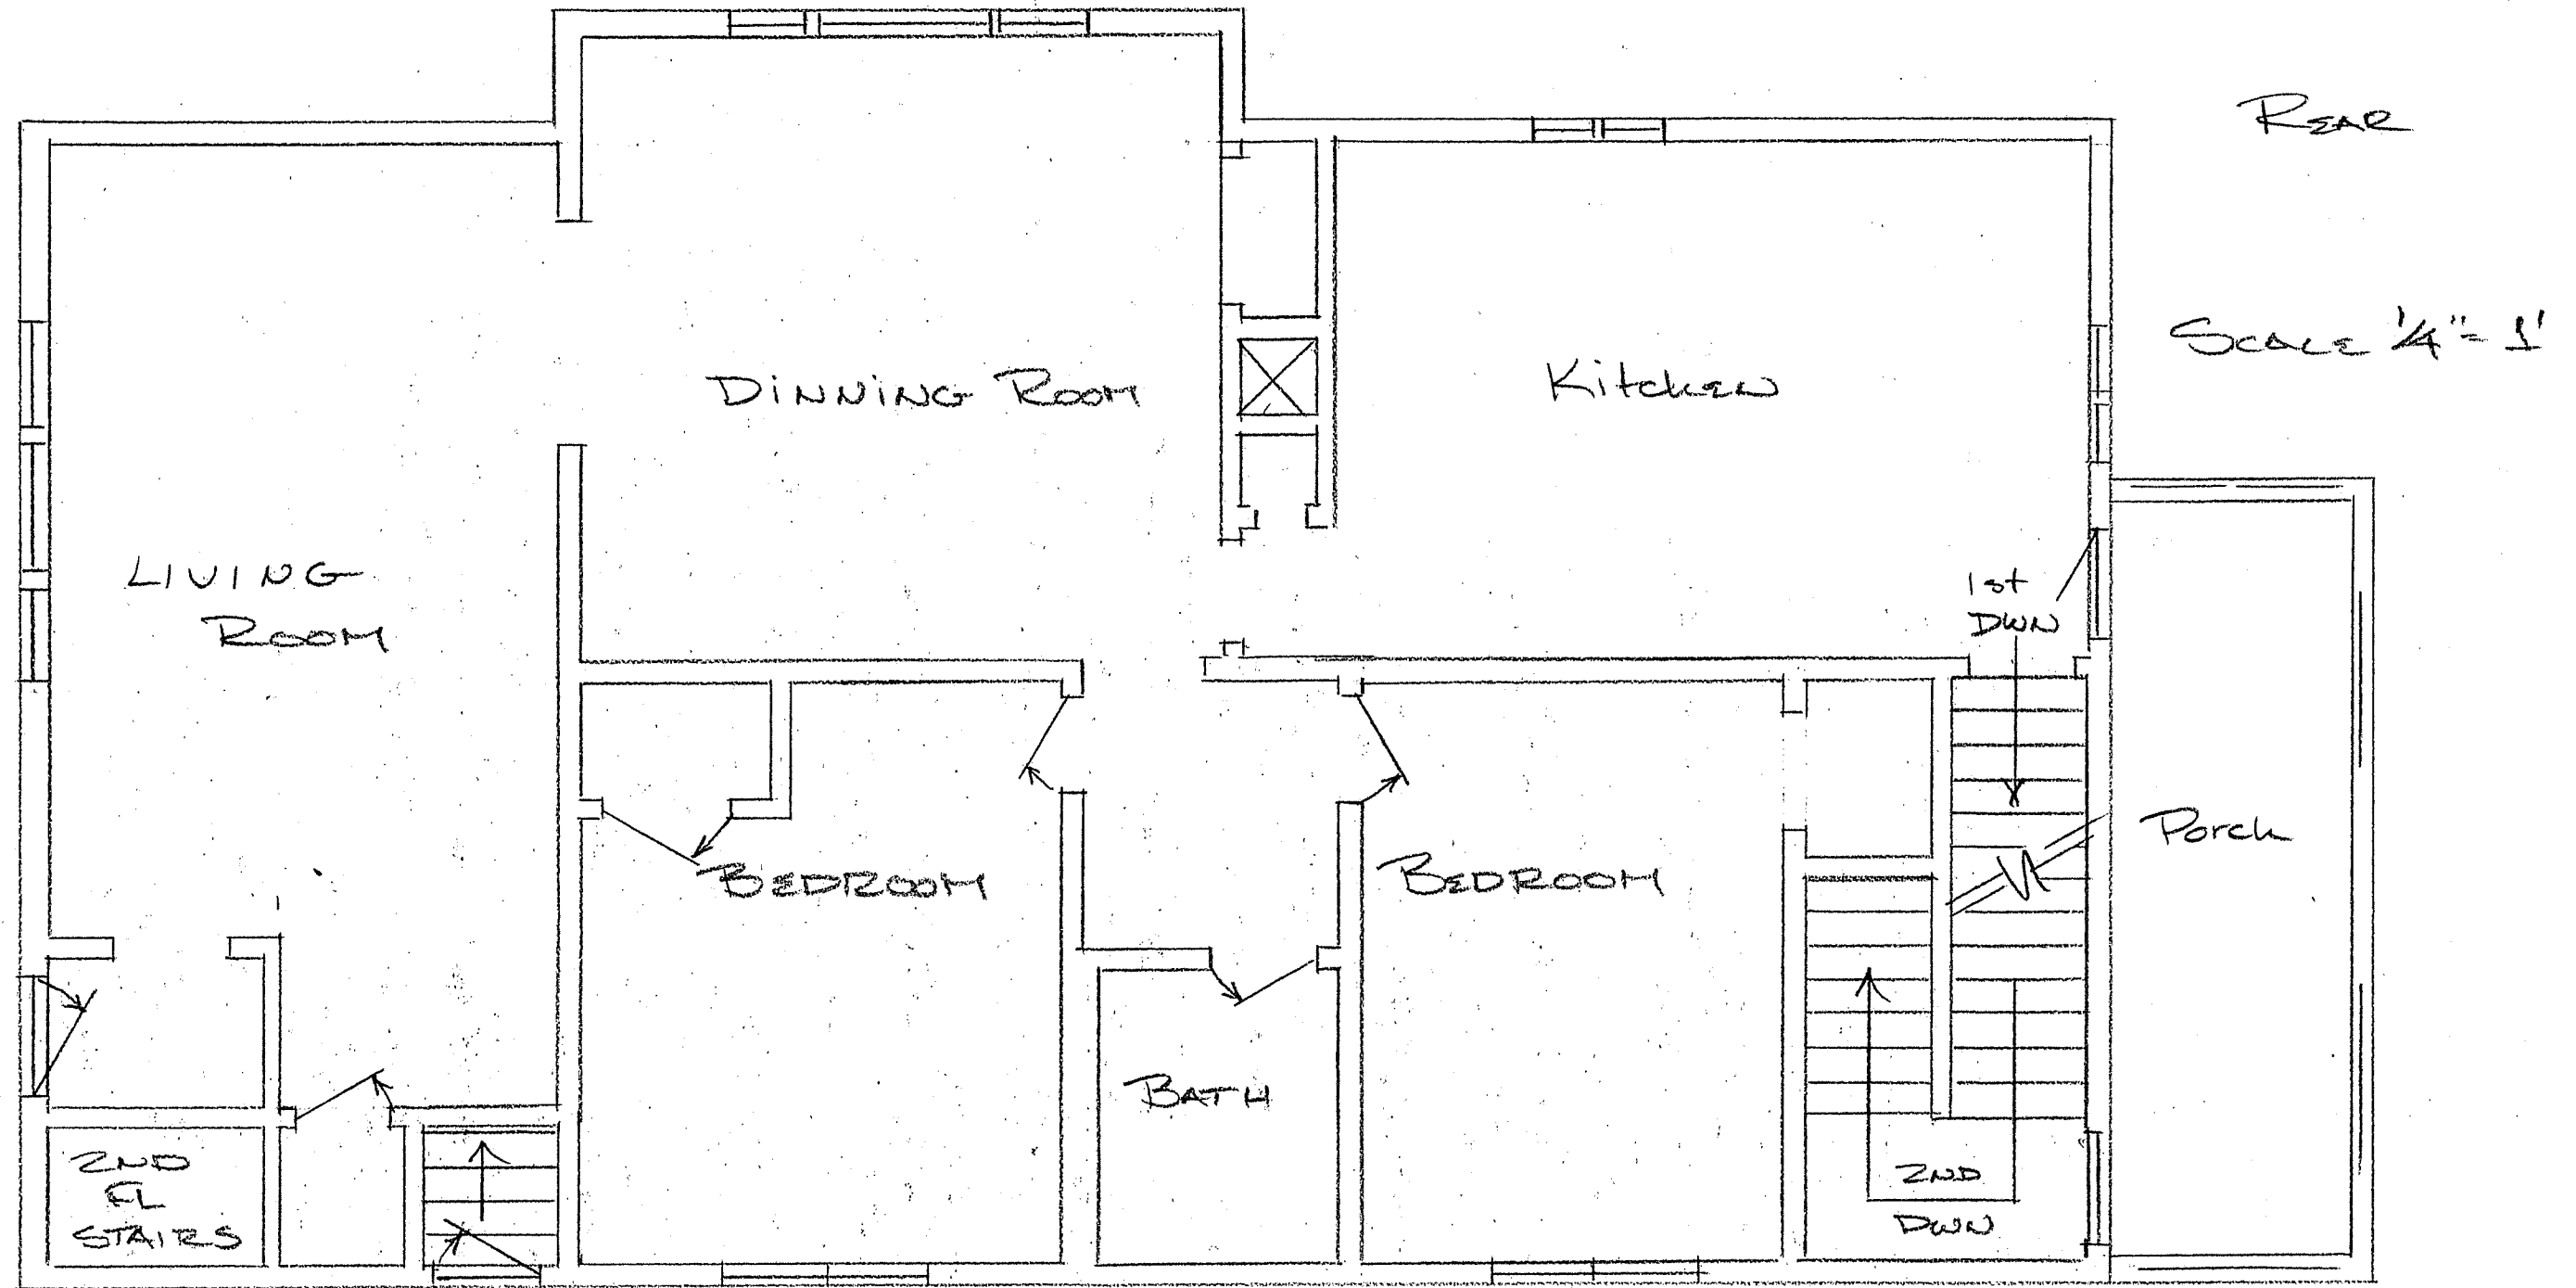 REAR
SCALE 1/4" = 1'
DINNING ROOM
Kitchen
LIVING
ROOM
1st
DWN
Porch
BEDROOM
BEDROOM
BATH
2ND
FL
STAIRS
2ND
DWN